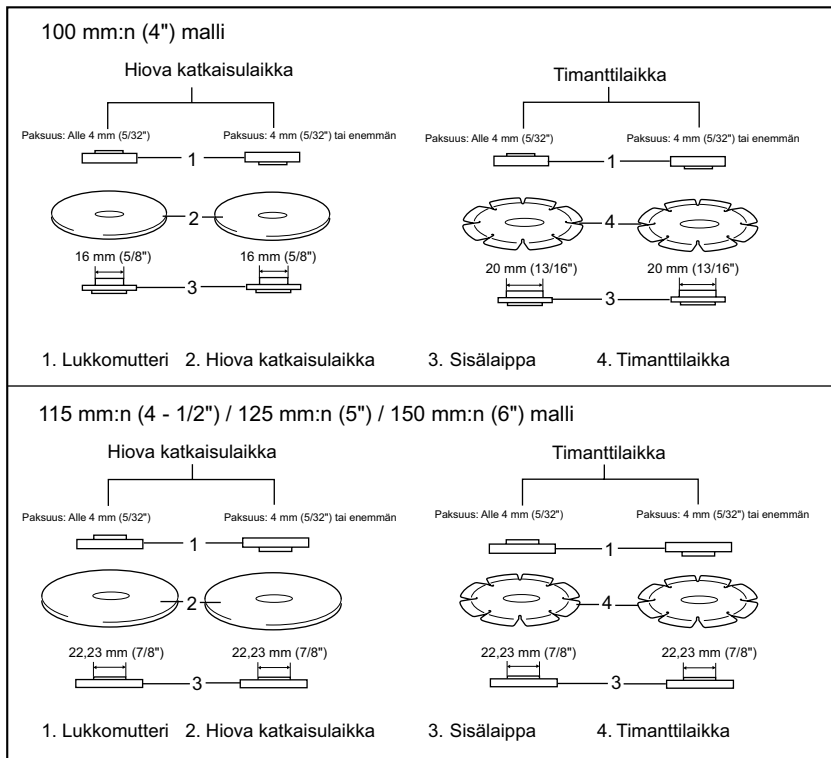 100 mm:n (4") malli
Hiova katkaisulaikka
Timanttilaikka
Paksuus: Alle 4 mm (5/32")
Paksuus: 4 mm (5/32") tai enemmän
Paksuus: Alle 4 mm (5/32")
Paksuus: 4 mm (5/32") tai enemmän
1
1
2
4
16 mm (5/8")
16 mm (5/8")
20 mm (13/16")
20 mm (13/16")
3
3
1. Lukkomutteri 2. Hiova katkaisulaikka 3. Sisälaippa 4. Timanttilaikka
115 mm:n (4 - 1/2") / 125 mm:n (5") / 150 mm:n (6") malli
Hiova katkaisulaikka
Timanttilaikka
Paksuus: Alle 4 mm (5/32")
Paksuus: 4 mm (5/32") tai enemmän
Paksuus: Alle 4 mm (5/32")
Paksuus: 4 mm (5/32") tai enemmän
1
1
2
4
22,23 mm (7/8")
22,23 mm (7/8")
22,23 mm (7/8")
22,23 mm (7/8")
3
3
1. Lukkomutteri 2. Hiova katkaisulaikka 3. Sisälaippa 4. Timanttilaikka